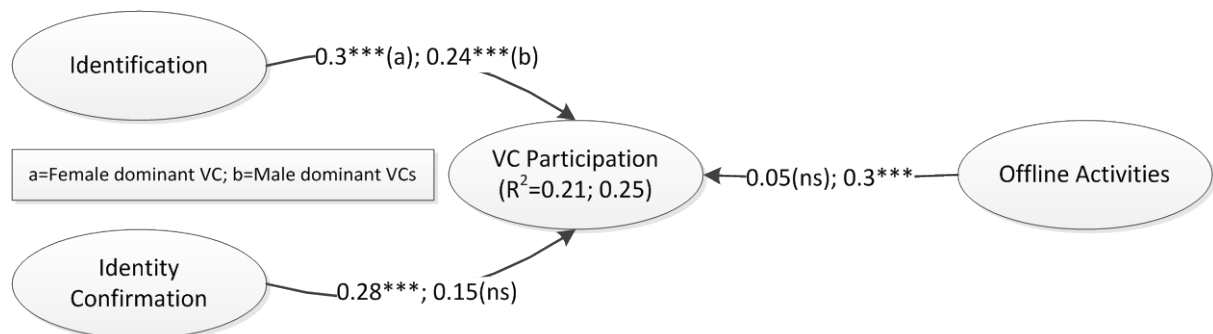 Identification
0.3***(a); 0.24***(b)
a=Female dominant VC; b=Male dominant VCs
VC Participation
(R²=0.21; 0.25)
0.05(ns); 0.3***
Offline Activities
Identity
Confirmation
0.28***; 0.15(ns)